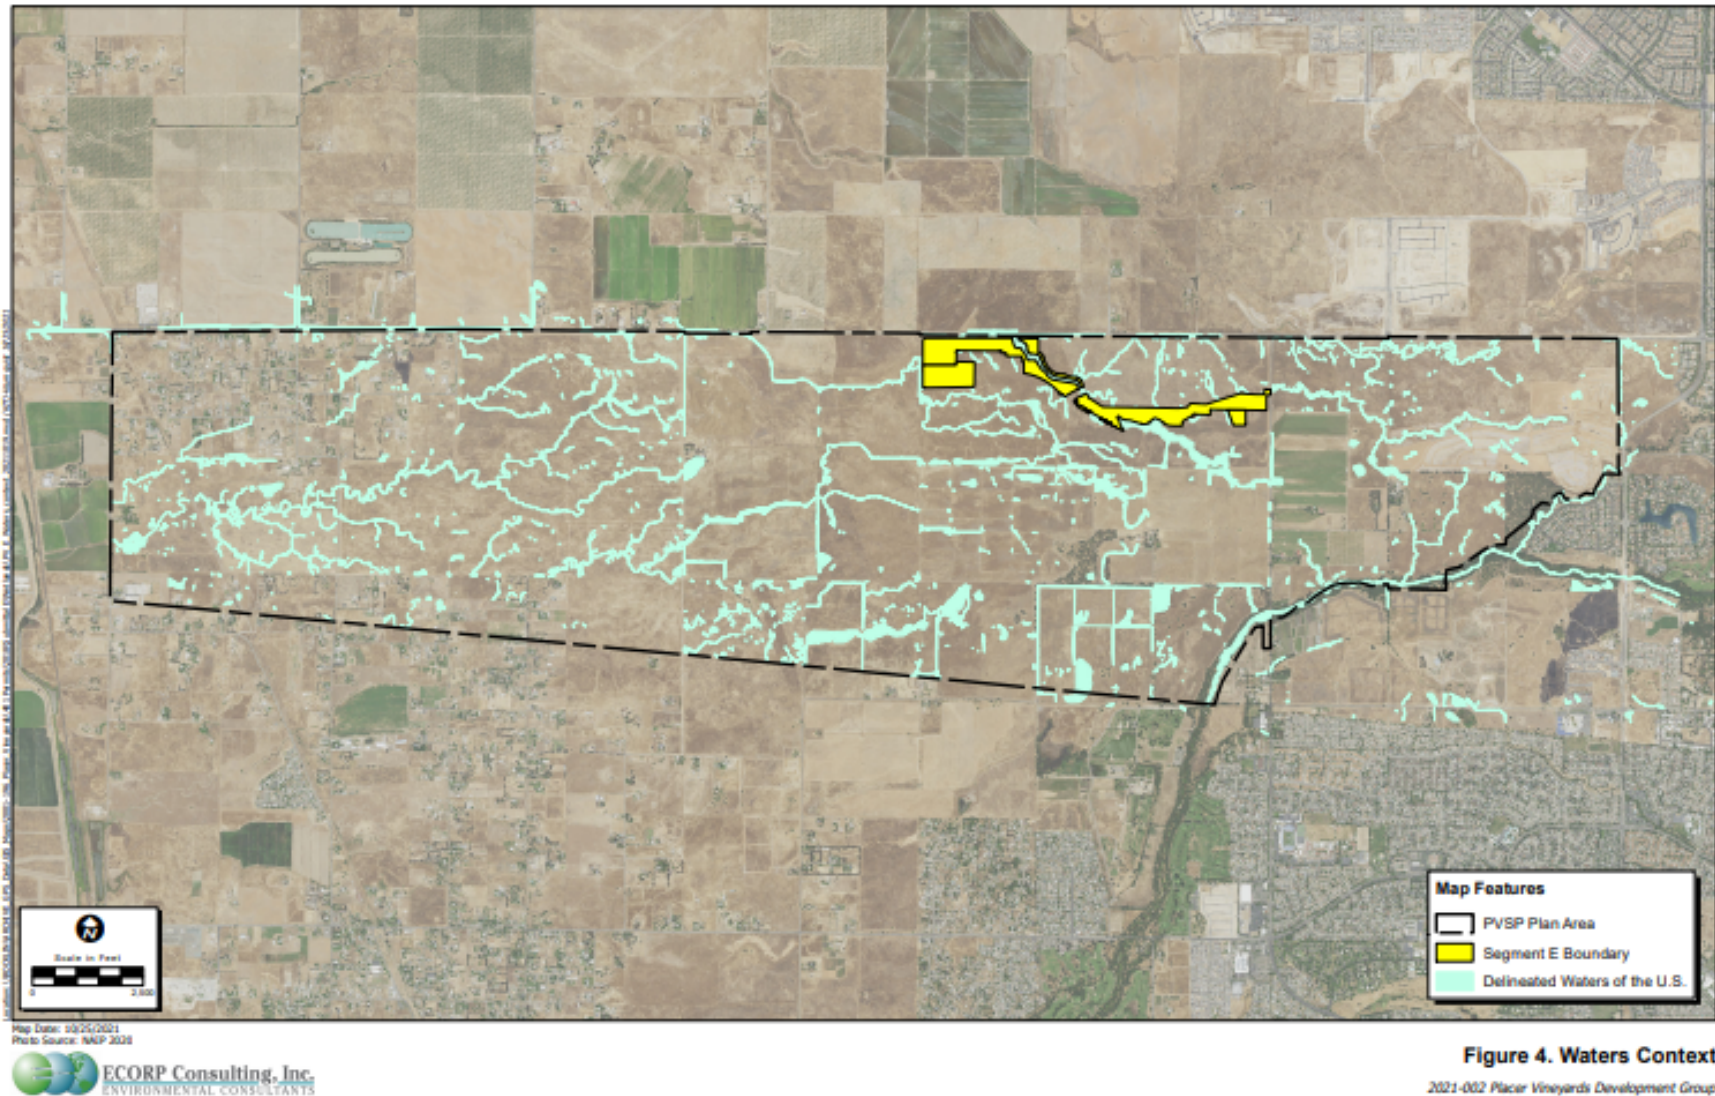 Map Features
PVSP Plan Area
Segment E Boundary
Delineated Waters of the U.S.
N
Scale in Feet
0 2,500
Map Date: 10/25/2021
Photo Source: NAIP 2020
ECORP Consulting, Inc.
ENVIRONMENTAL CONSULTANTS
Figure 4. Waters Context
2021-002 Placer Vineyards Development Group